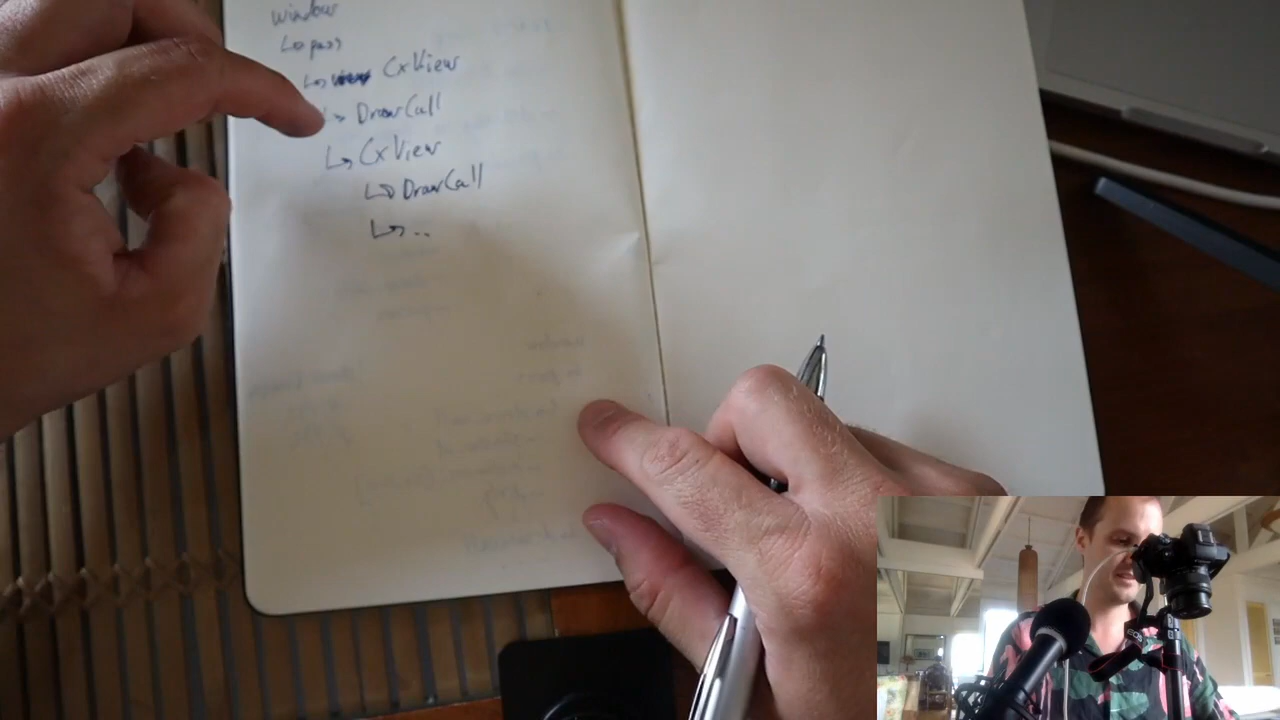 window
↳ pass
↳ CxView
↳ DrawCall
↳ CxView
↳ DrawCall
↳ ..